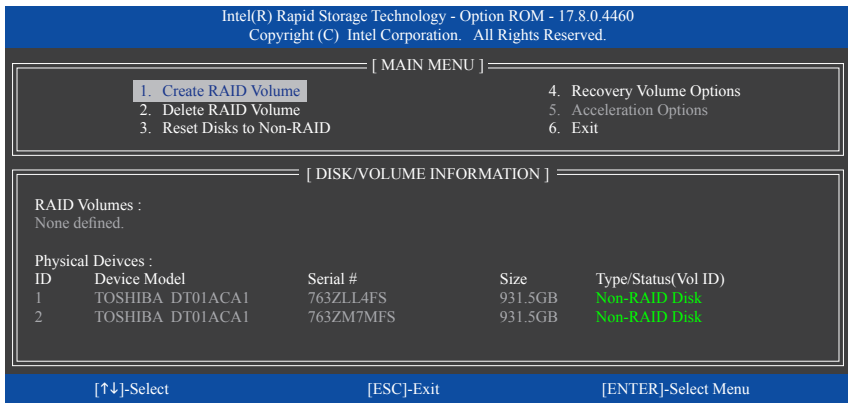 Intel(R) Rapid Storage Technology - Option ROM - 17.8.0.4460
Copyright (C) Intel Corporation. All Rights Reserved.
[ MAIN MENU ]
1. Create RAID Volume
2. Delete RAID Volume
3. Reset Disks to Non-RAID
4. Recovery Volume Options
5. Acceleration Options
6. Exit
[ DISK/VOLUME INFORMATION ]
RAID Volumes :
None defined.
Physical Deivces :
ID Device Model Serial # Size Type/Status(Vol ID)
1 TOSHIBA DT01ACA1 763ZLL4FS 931.5GB Non-RAID Disk
2 TOSHIBA DT01ACA1 763ZM7MFS 931.5GB Non-RAID Disk
[↑↓]-Select [ESC]-Exit [ENTER]-Select Menu